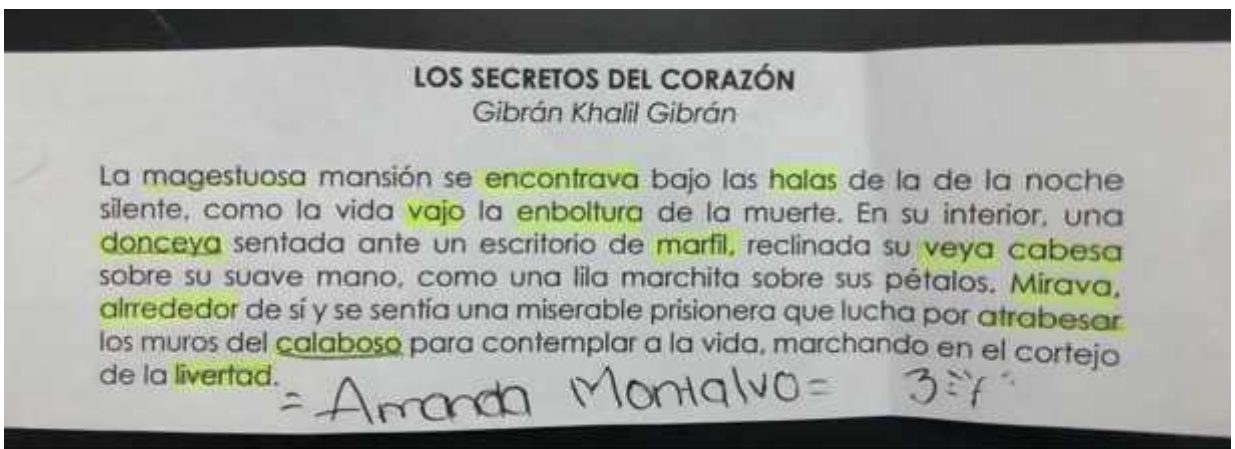 LOS SECRETOS DEL CORAZÓN
Gibrán Khalil Gibrán
La magestuosa mansión se encontrava bajo las halas de la de la noche
silente, como la vida vajo la enboltura de la muerte. En su interior, una
donceya sentada ante un escritorio de marfil, reclinada su veya cabesa
sobre su suave mano, como una lila marchita sobre sus pétalos. Mirava,
alrrededor de sí y se sentía una miserable prisionera que lucha por atrabesar
los muros del calaboso para contemplar a la vida, marchando en el cortejo
de la livertad.
= Amanda Montalvo =